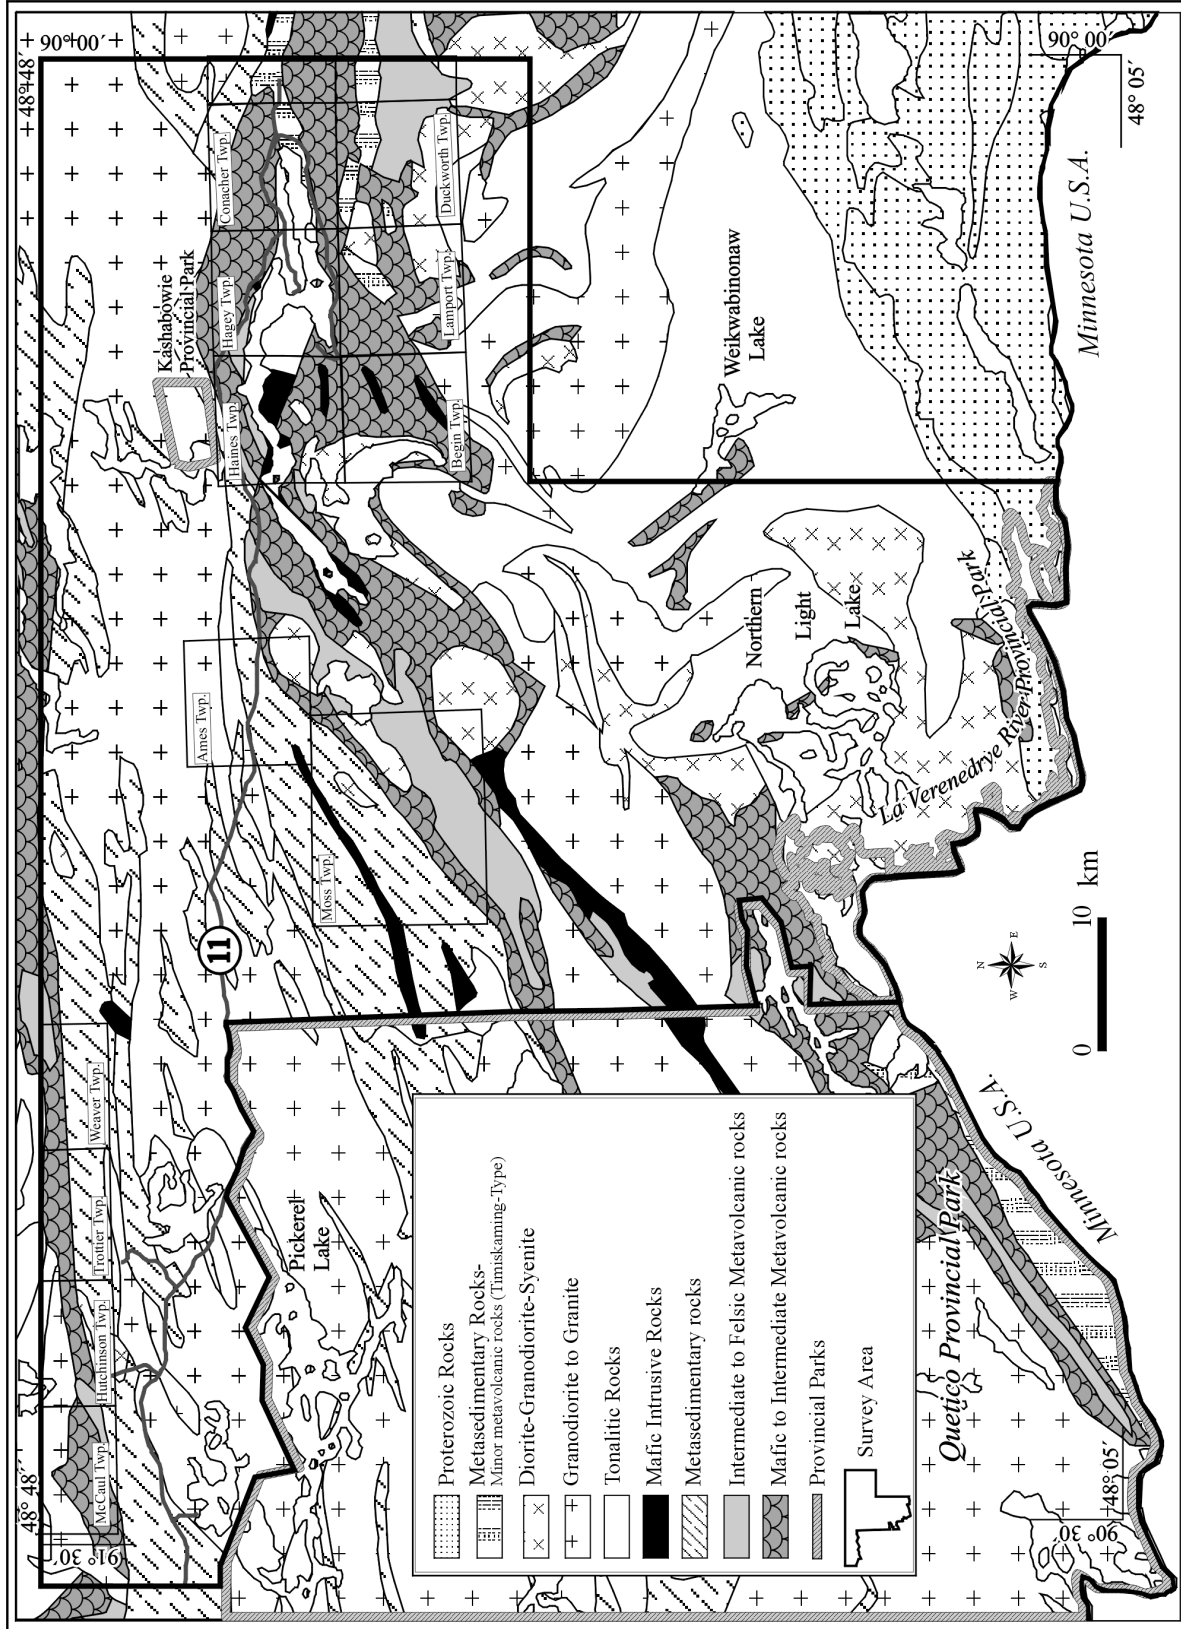 48° 48´
91° 30´
McCaul Twp.
Hutchinson Twp.
Trottier Twp.
Weaver Twp.
11
Ames Twp.
Moss Twp.
Haines Twp.
Kashabowie
Provincial Park
Hagey Twp.
Conacher Twp.
Begin Twp.
Lamport Twp.
Duckworth Twp.
48°48´
90°00´
Pickerel
Lake
Weikwabinonaw
Lake
Northern
Light
Lake
La Verenedrye River Provincial Park
Quetico Provincial Park
Minnesota U.S.A.
Minnesota U.S.A.
90° 00´
48° 05´
48°05´
90° 30´
Proterozoic Rocks
Metasedimentary Rocks-
Minor metavolcanic rocks (Timiskaming-Type)
Diorite-Granodiorite-Syenite
Granodiorite to Granite
Tonalitic Rocks
Mafic Intrusive Rocks
Metasedimentary rocks
Intermediate to Felsic Metavolcanic rocks
Mafic to Intermediate Metavolcanic rocks
Provincial Parks
Survey Area
N
E
S
W
0 10 km